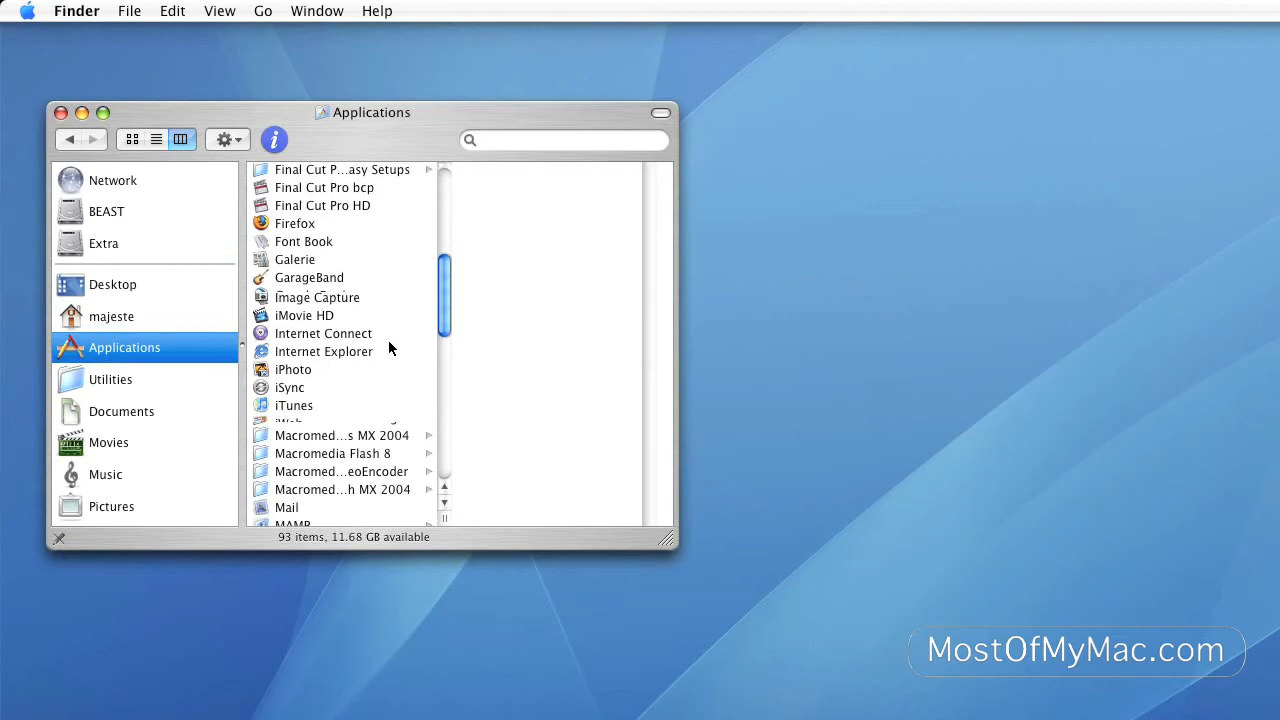 Finder File Edit View Go Window Help
Applications
i
Network
BEAST
Extra
Desktop
majeste
Applications
Utilities
Documents
Movies
Music
Pictures
Final Cut P...asy Setups
Final Cut Pro bcp
Final Cut Pro HD
Firefox
Font Book
Galerie
GarageBand
Image Capture
iMovie HD
Internet Connect
Internet Explorer
iPhoto
iSync
iTunes
Macromed...s MX 2004
Macromedia Flash 8
Macromed...eoEncoder
Macromed...h MX 2004
Mail
MAMP
93 items, 11.68 GB available
MostOfMyMac.com